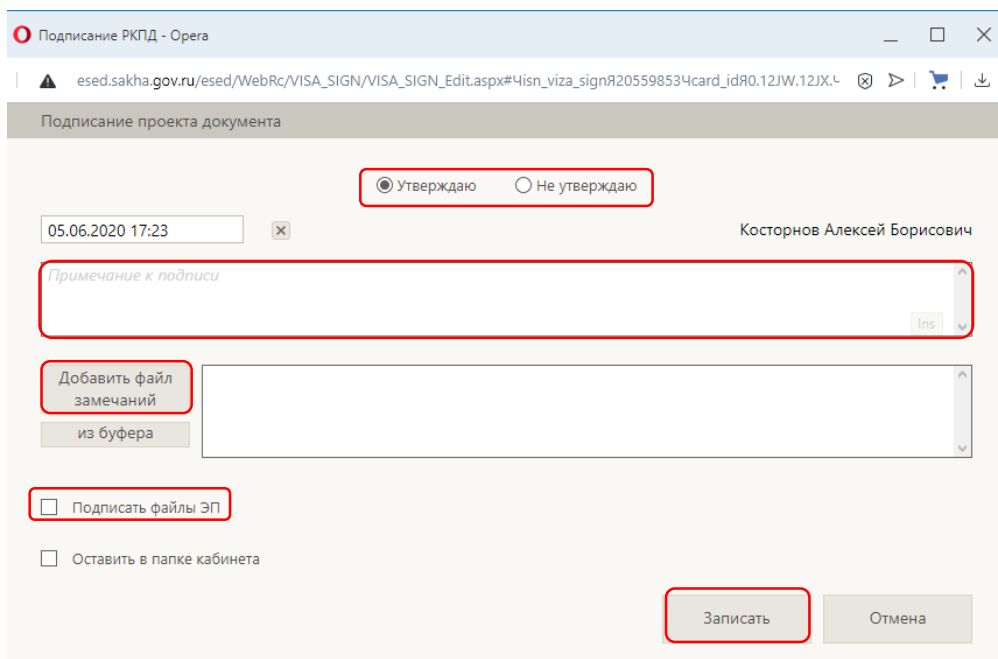 Подписание РКПД - Opera
esed.sakha.gov.ru/esed/WebRc/VISA_SIGN/VISA_SIGN_Edit.aspx#Чisn_viza_signЯ20559853Чcard_idЯ0.12JW.12JX.Ч
Подписание проекта документа
Утверждаю Не утверждаю
05.06.2020 17:23 Косторнов Алексей Борисович
Примечание к подписи
Ins
Добавить файл
замечаний
из буфера
Подписать файлы ЭП
Оставить в папке кабинета
Записать Отмена